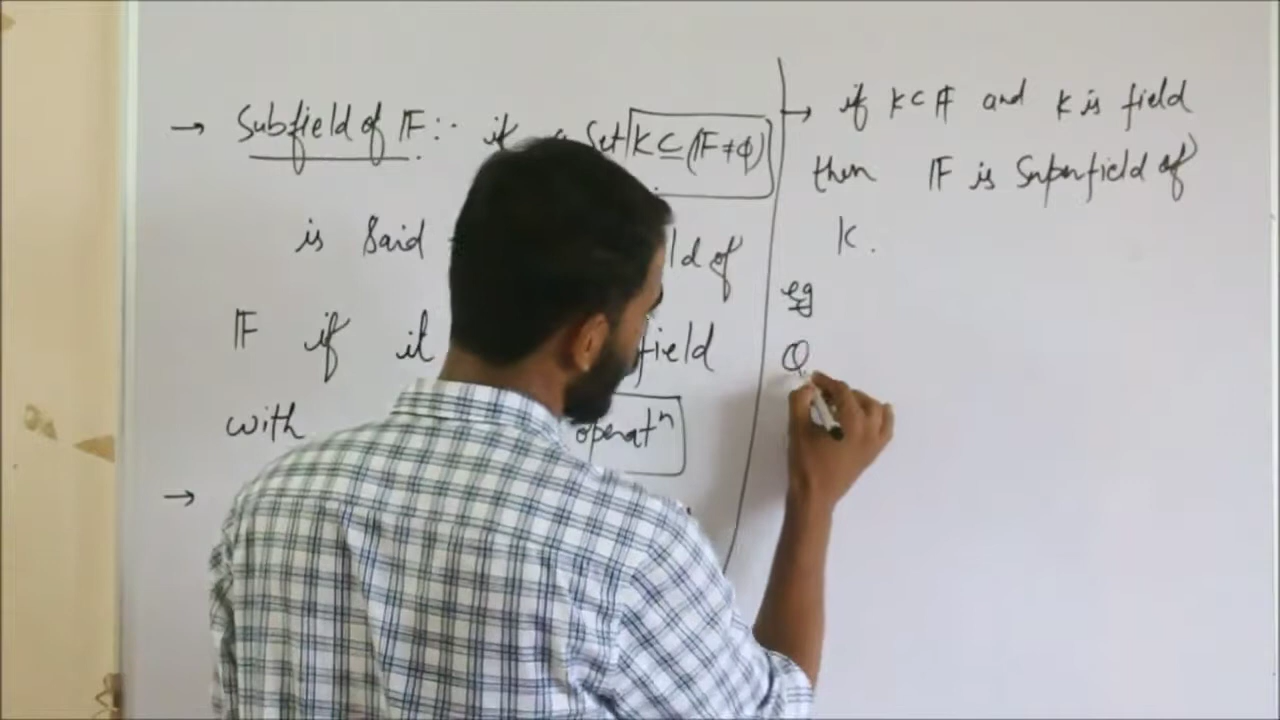 → Subfield of 𝔽:- if a Set K ⊆ (𝔽 ≠ φ)
is Said ld of
𝔽 if it field
with operatⁿ
→
→ if K ⊂ 𝔽 and K is field
then 𝔽 is Superfield of
K.
eg
Q